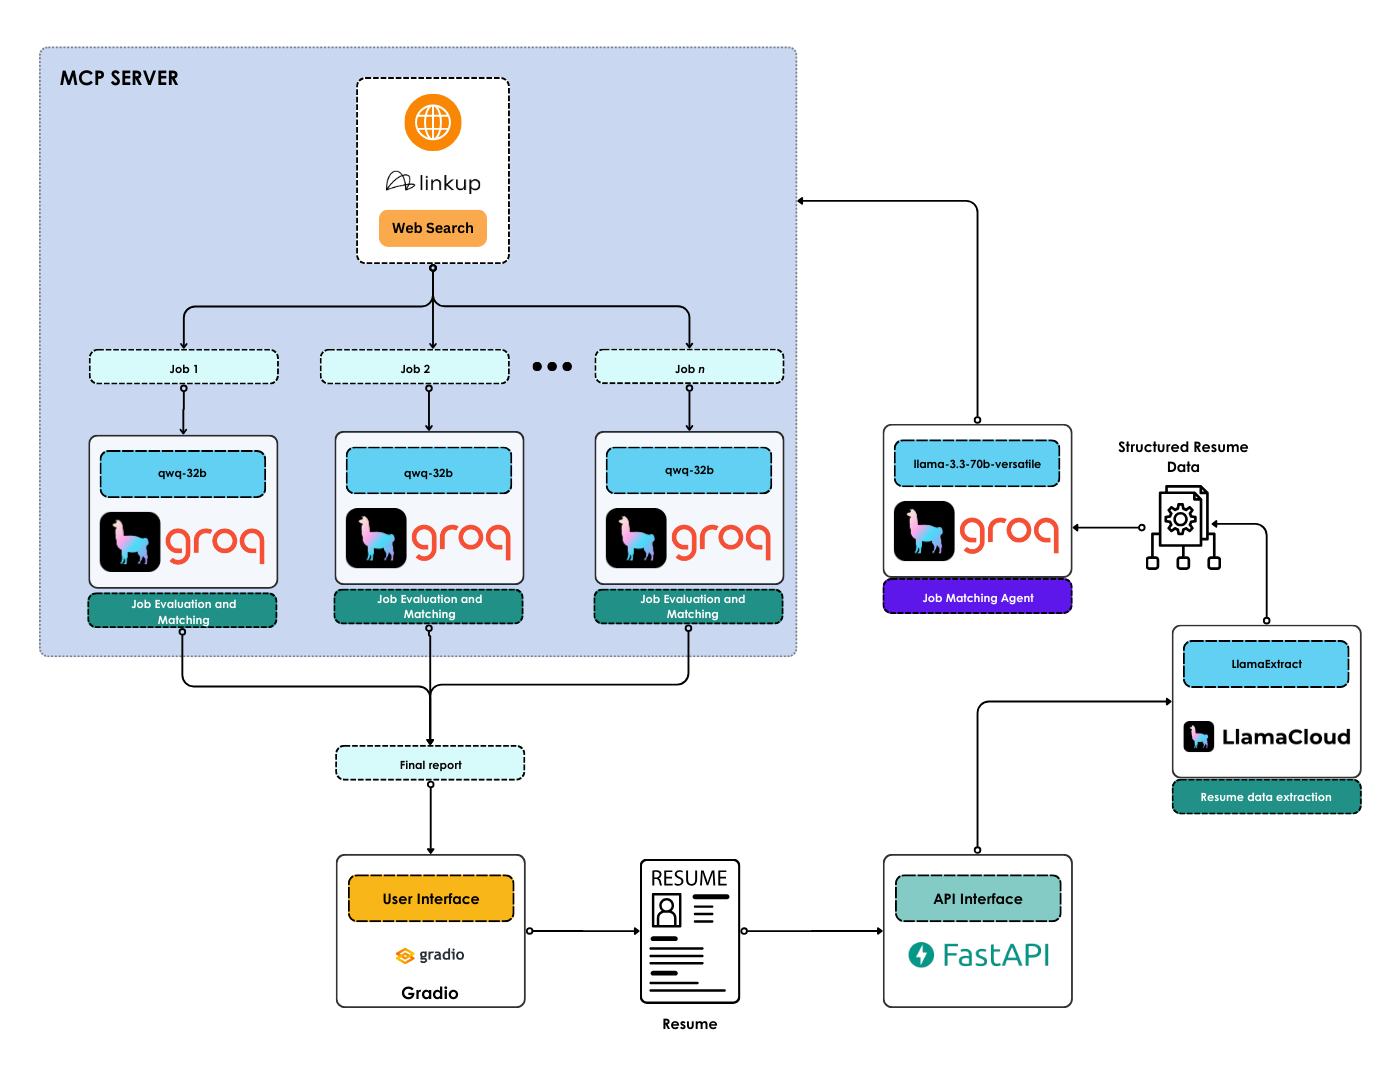 MCP SERVER
linkup
Web Search
Job 1
Job 2
Job n
qwq-32b
groq
Job Evaluation and
Matching
qwq-32b
groq
Job Evaluation and
Matching
qwq-32b
groq
Job Evaluation and
Matching
llama-3.3-70b-versatile
groq
Job Matching Agent
Structured Resume
Data
LlamaExtract
LlamaCloud
Resume data extraction
Final report
User Interface
gradio
Gradio
RESUME
Resume
API Interface
FastAPI